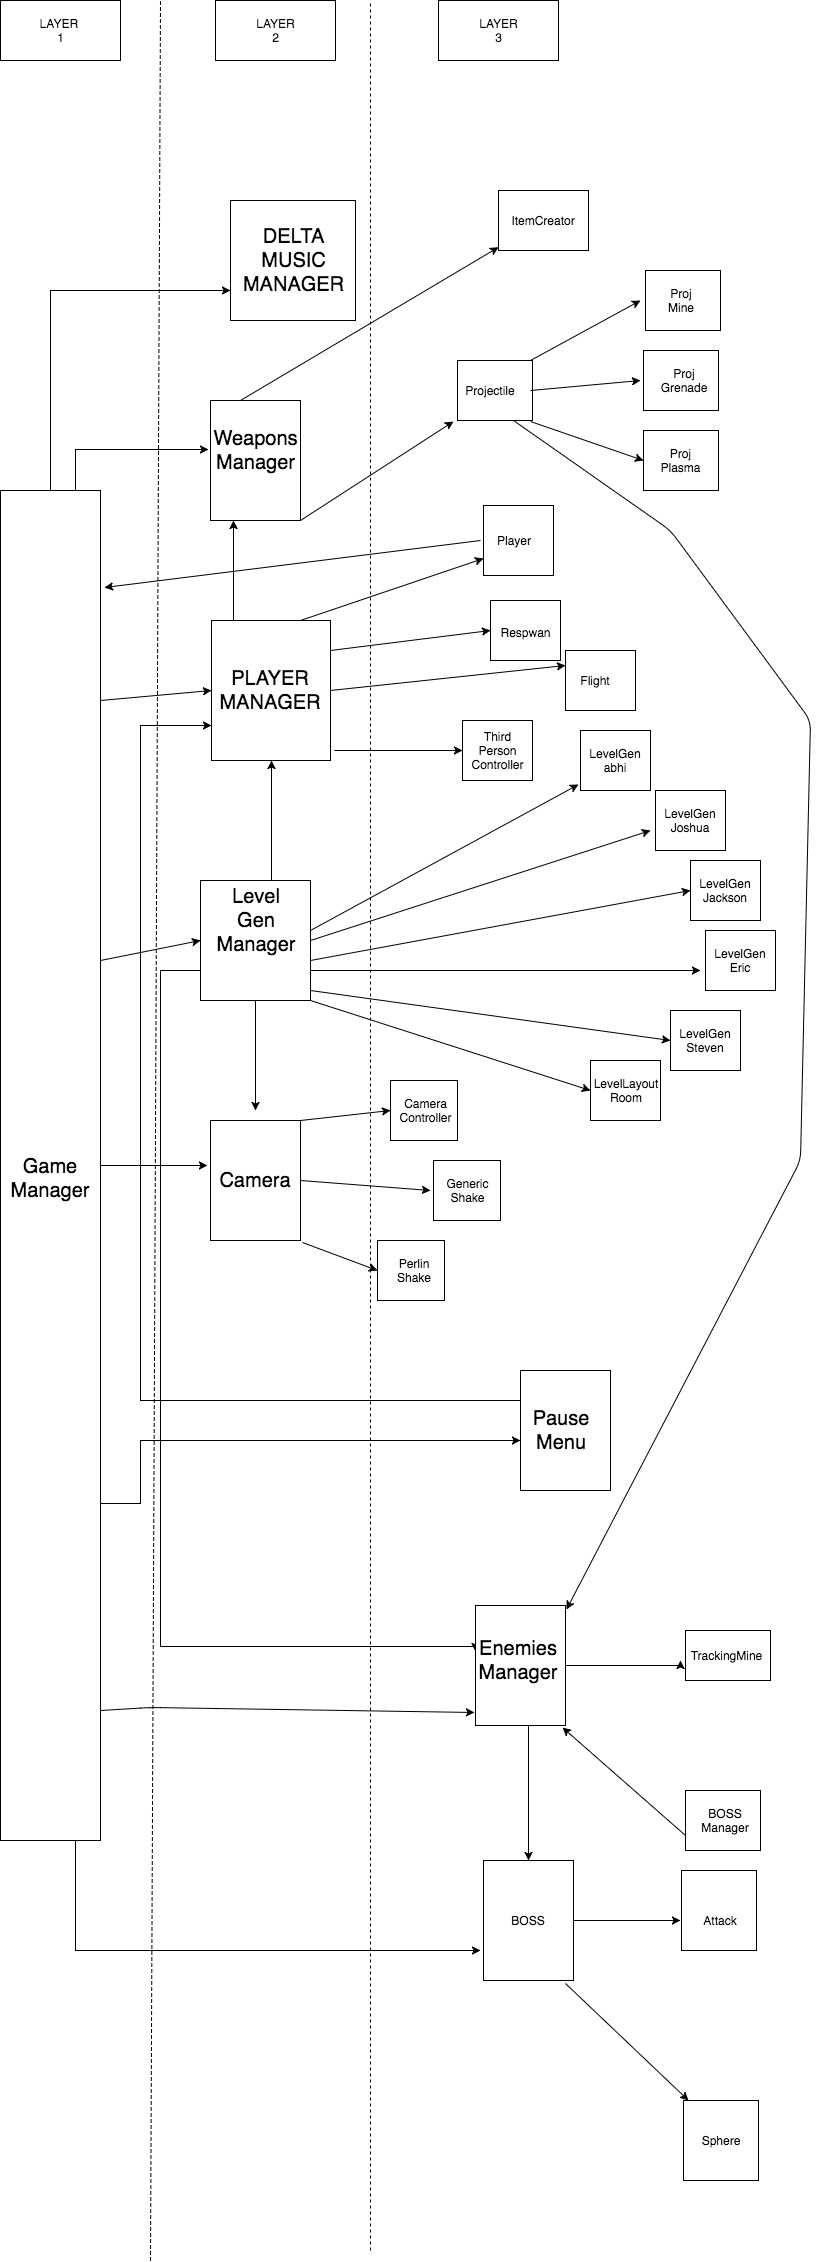 LAYER
1
LAYER
2
LAYER
3
DELTA
MUSIC
MANAGER
ItemCreator
Proj
Mine
Proj
Grenade
Projectile
Weapons
Manager
Proj
Plasma
Player
Respwan
PLAYER
MANAGER
Flight
Third
Person
Controller
LevelGen
abhi
LevelGen
Joshua
LevelGen
Jackson
Level
Gen
Manager
LevelGen
Eric
LevelGen
Steven
LevelLayout
Room
Camera
Controller
Game
Manager
Camera
Generic
Shake
Perlin
Shake
Pause
Menu
Enemies
Manager
TrackingMine
BOSS
Manager
BOSS
Attack
Sphere